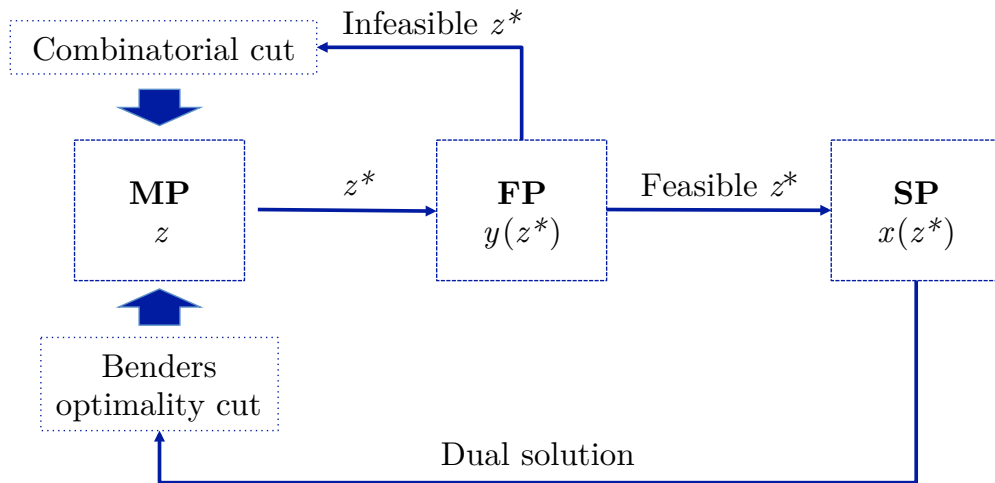 Infeasible z*
Combinatorial cut
MP
z
z*
FP
y(z*)
Feasible z*
SP
x(z*)
Benders
optimality cut
Dual solution